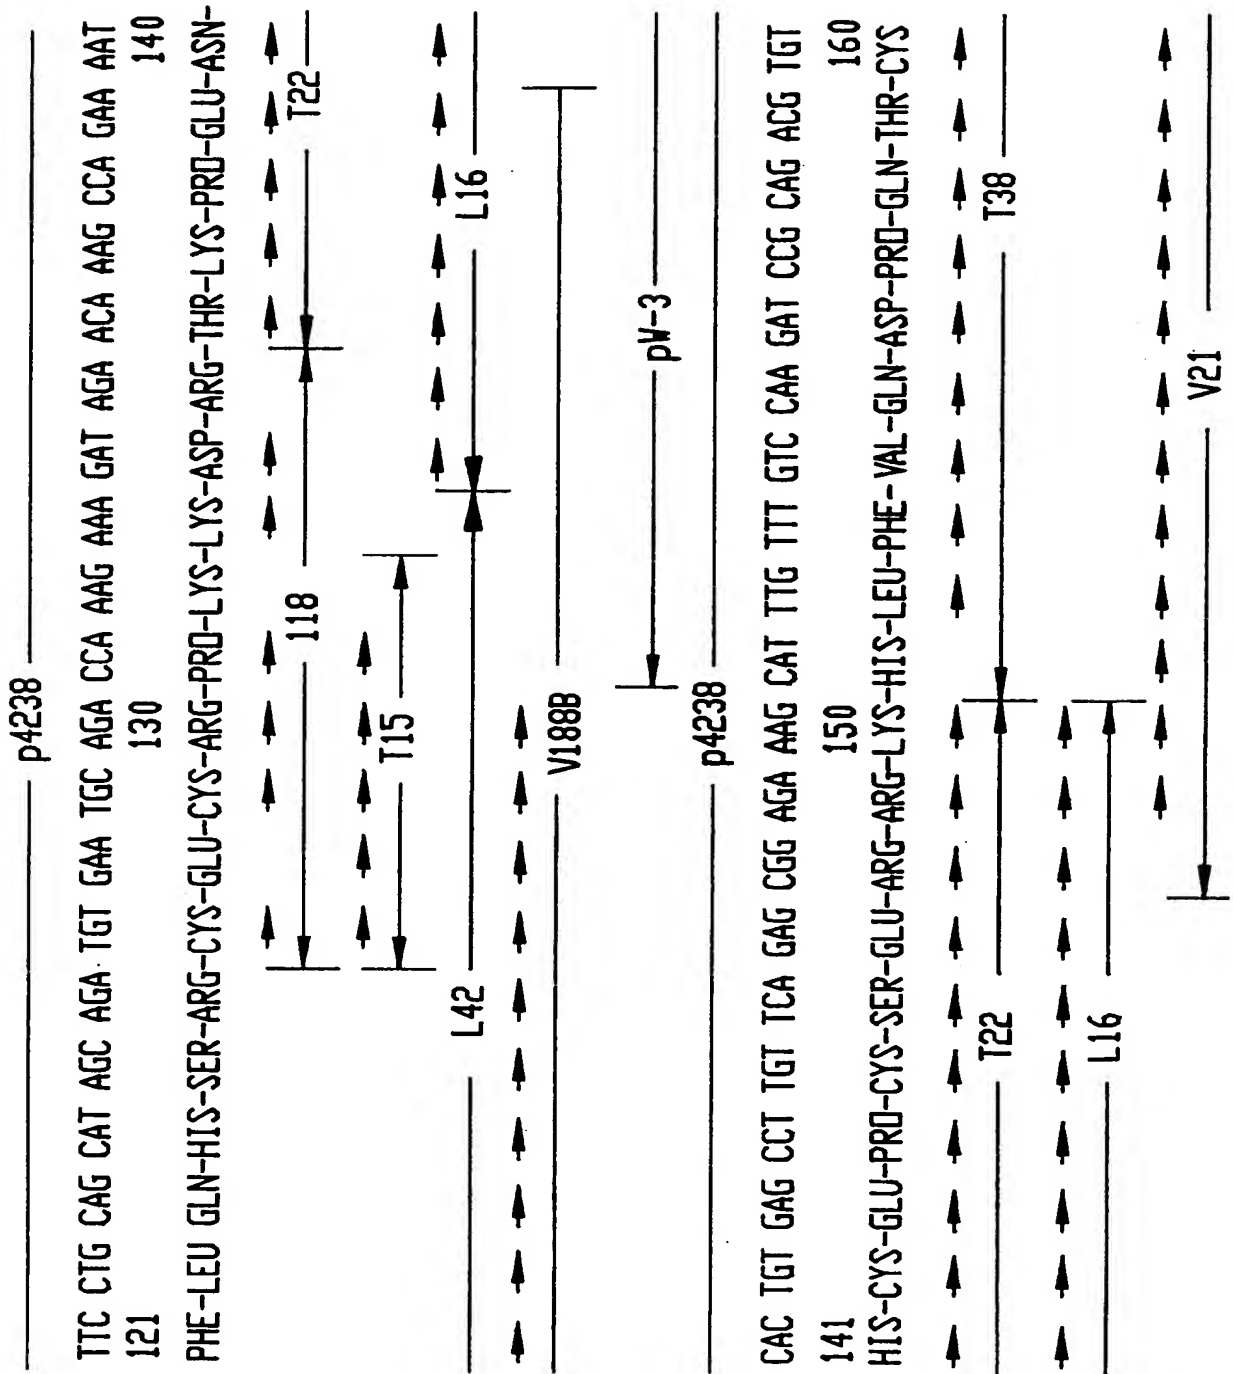 p4238
TTC CTG CAG CAT AGC AGA TGT GAA TGC AGA CCA AAG AAA GAT AGA ACA AAG CCA GAA AAT
121 130 140
PHE-LEU GLN-HIS-SER-ARG-CYS-GLU-CYS-ARG-PRO-LYS-LYS-ASP-ARG-THR-LYS-PRO-GLU-ASN-
118 T22
T15
L42 L16
V188B
pW-3
p4238
CAC TGT GAG CCT TGT TCA GAG CGG AGA AAG CAT TTG TTT GTC CAA GAT CCG CAG ACG TGT
141 150 160
HIS-CYS-GLU-PRO-CYS-SER-GLU-ARG-ARG-LYS-HIS-LEU-PHE-VAL-GLN-ASP-PRO-GLN-THR-CYS
T22 T38
L16
V21